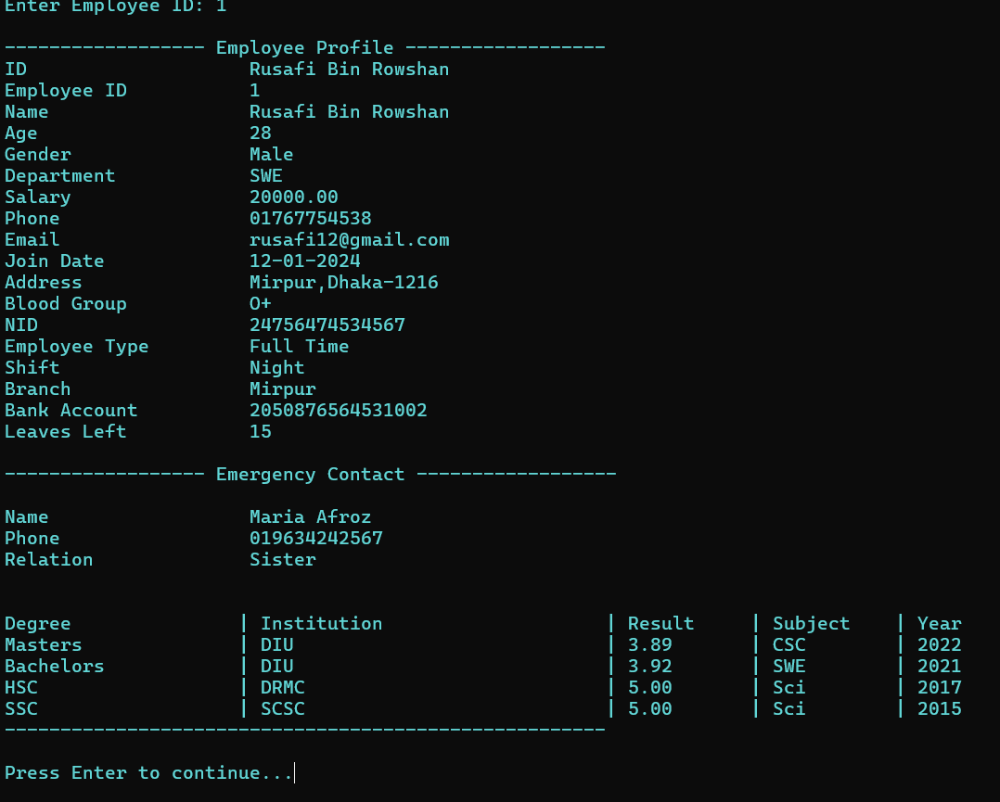 Enter Employee ID: 1
------------------ Employee Profile ------------------
ID                    Rusafi Bin Rowshan
Employee ID           1
Name                  Rusafi Bin Rowshan
Age                   28
Gender                Male
Department            SWE
Salary                20000.00
Phone                 01767754538
Email                 rusafi12@gmail.com
Join Date             12-01-2024
Address               Mirpur,Dhaka-1216
Blood Group           O+
NID                   24756474534567
Employee Type         Full Time
Shift                 Night
Branch                Mirpur
Bank Account          2050876564531002
Leaves Left           15
------------------ Emergency Contact ------------------
Name                  Maria Afroz
Phone                 019634242567
Relation              Sister
Degree               | Institution                    | Result     | Subject    | Year
Masters              | DIU                            | 3.89       | CSC        | 2022
Bachelors            | DIU                            | 3.92       | SWE        | 2021
HSC                  | DRMC                           | 5.00       | Sci        | 2017
SSC                  | SCSC                           | 5.00       | Sci        | 2015
------------------------------------------------------
Press Enter to continue...